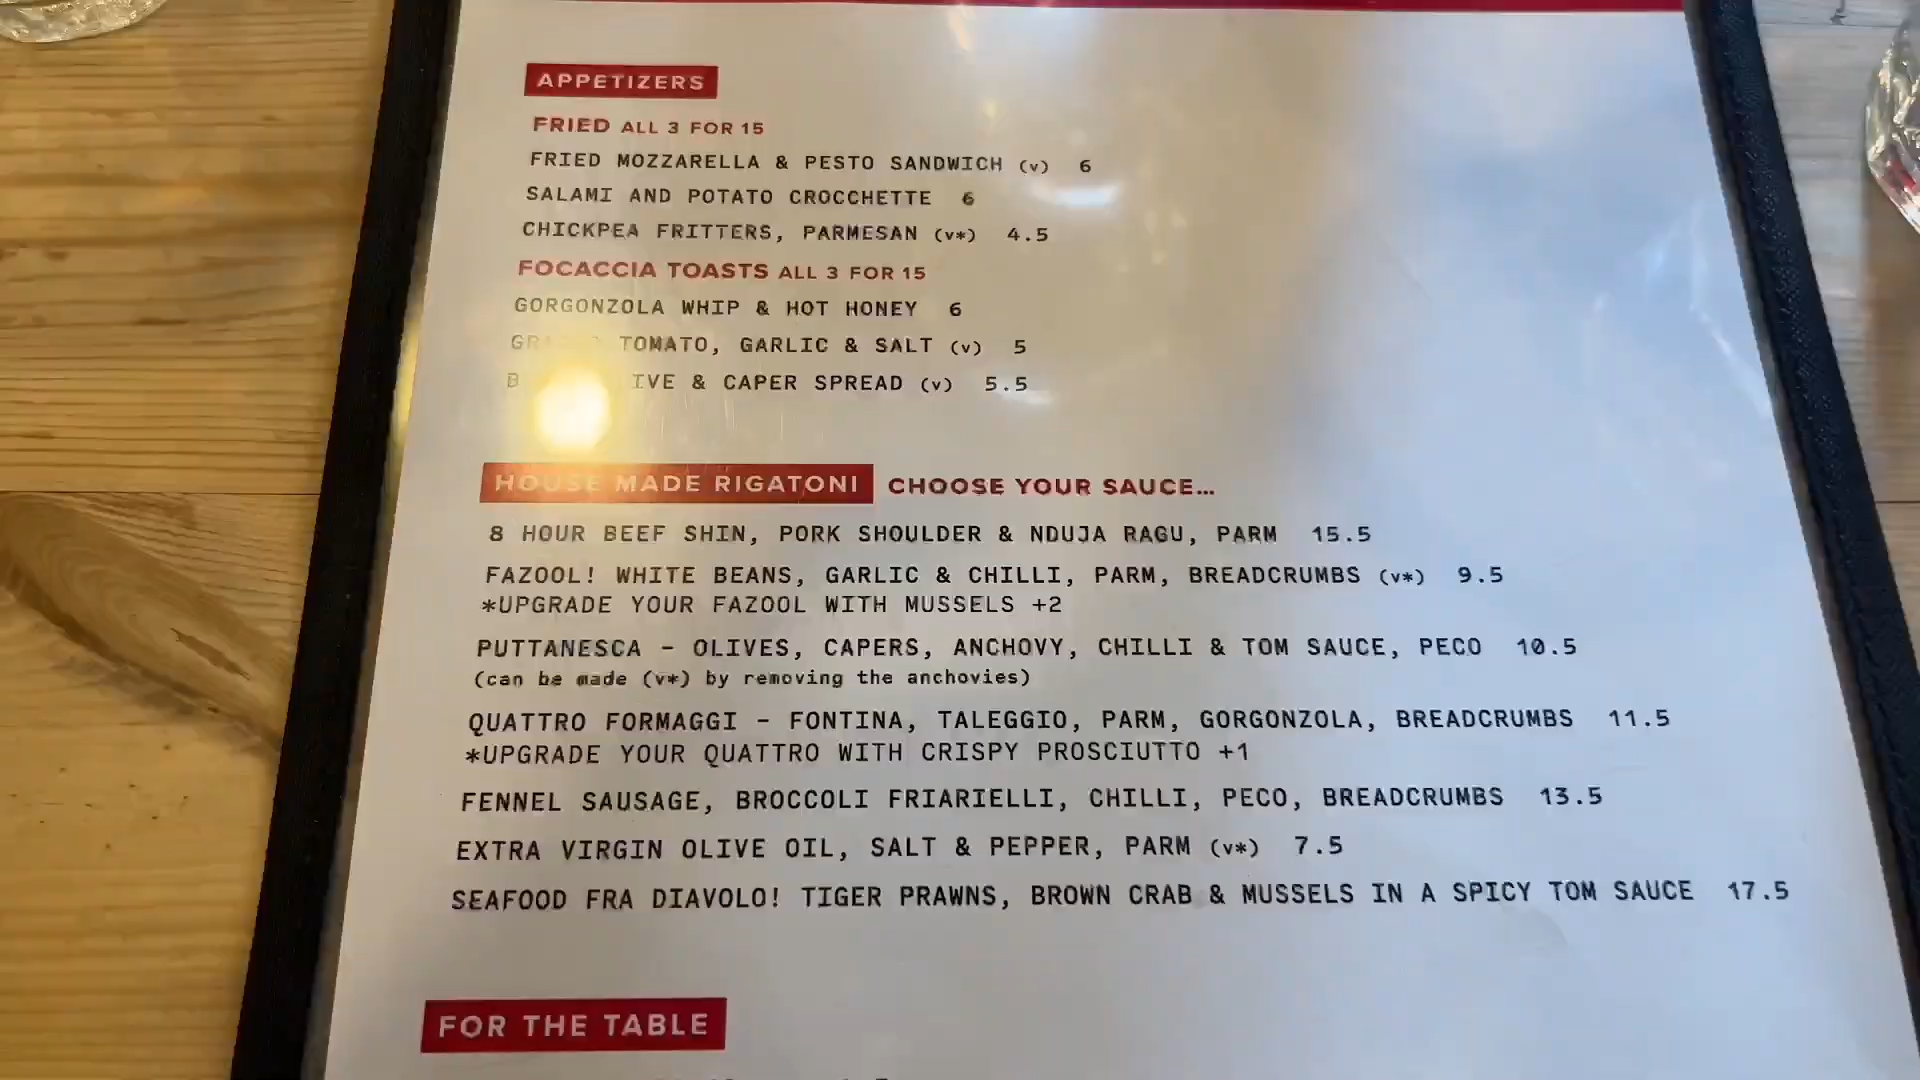 APPETIZERS
FRIED ALL 3 FOR 15
FRIED MOZZARELLA & PESTO SANDWICH (v) 6
SALAMI AND POTATO CROCCHETTE 6
CHICKPEA FRITTERS, PARMESAN (v*) 4.5
FOCACCIA TOASTS ALL 3 FOR 15
GORGONZOLA WHIP & HOT HONEY 6
TOMATO, GARLIC & SALT (v) 5
& CAPER SPREAD (v) 5.5
HOUSE MADE RIGATONI CHOOSE YOUR SAUCE...
8 HOUR BEEF SHIN, PORK SHOULDER & NDUJA RAGU, PARM 15.5
FAZOOL! WHITE BEANS, GARLIC & CHILLI, PARM, BREADCRUMBS (v*) 9.5
*UPGRADE YOUR FAZOOL WITH MUSSELS +2
PUTTANESCA - OLIVES, CAPERS, ANCHOVY, CHILLI & TOM SAUCE, PECO 10.5
(can be made (v*) by removing the anchovies)
QUATTRO FORMAGGI - FONTINA, TALEGGIO, PARM, GORGONZOLA, BREADCRUMBS 11.5
*UPGRADE YOUR QUATTRO WITH CRISPY PROSCIUTTO +1
FENNEL SAUSAGE, BROCCOLI FRIARIELLI, CHILLI, PECO, BREADCRUMBS 13.5
EXTRA VIRGIN OLIVE OIL, SALT & PEPPER, PARM (v*) 7.5
SEAFOOD FRA DIAVOLO! TIGER PRAWNS, BROWN CRAB & MUSSELS IN A SPICY TOM SAUCE 17.5
FOR THE TABLE